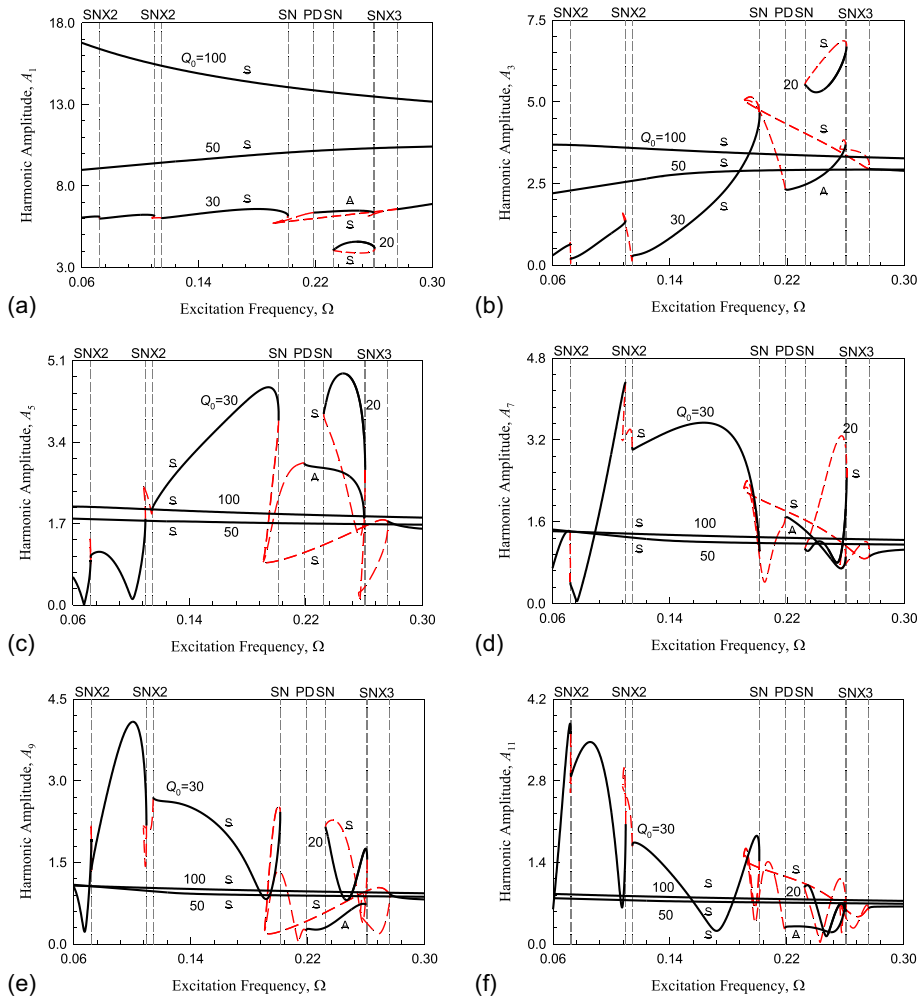 SNX2 SNX2 SN PD SN SNX3
18.0
13.0
8.0
3.0
Harmonic Amplitude, A1
Q0=100
S
50
S
30
S
A
S
20
S
0.06 0.14 0.22 0.30
Excitation Frequency, Ω
(a)
SNX2 SNX2 SN PD SN SNX3
7.5
5.0
2.5
0.0
Harmonic Amplitude, A3
S
20
Q0=100
S
S
50
S
30
S
A
0.06 0.14 0.22 0.30
Excitation Frequency, Ω
(b)
SNX2 SNX2 SN PD SN SNX3
5.1
3.4
1.7
0.0
Harmonic Amplitude, A5
Q0=30
S
S
20
A
S
100
S
50
S
0.06 0.14 0.22 0.30
Excitation Frequency, Ω
(c)
SNX2 SNX2 SN PD SN SNX3
4.8
3.2
1.6
0.0
Harmonic Amplitude, A7
Q0=30
S
20
S
S
100
A
S
50
0.06 0.14 0.22 0.30
Excitation Frequency, Ω
(d)
SNX2 SNX2 SN PD SN SNX3
4.5
3.0
1.5
0.0
Harmonic Amplitude, A9
Q0=30
S
S
20
100
S
50
S
S
A
0.06 0.14 0.22 0.30
Excitation Frequency, Ω
(e)
SNX2 SNX2 SN PD SN SNX3
4.2
2.8
1.4
0.0
Harmonic Amplitude, A11
Q0=30
S
100
S
20
50
S
A
S
0.06 0.14 0.22 0.30
Excitation Frequency, Ω
(f)